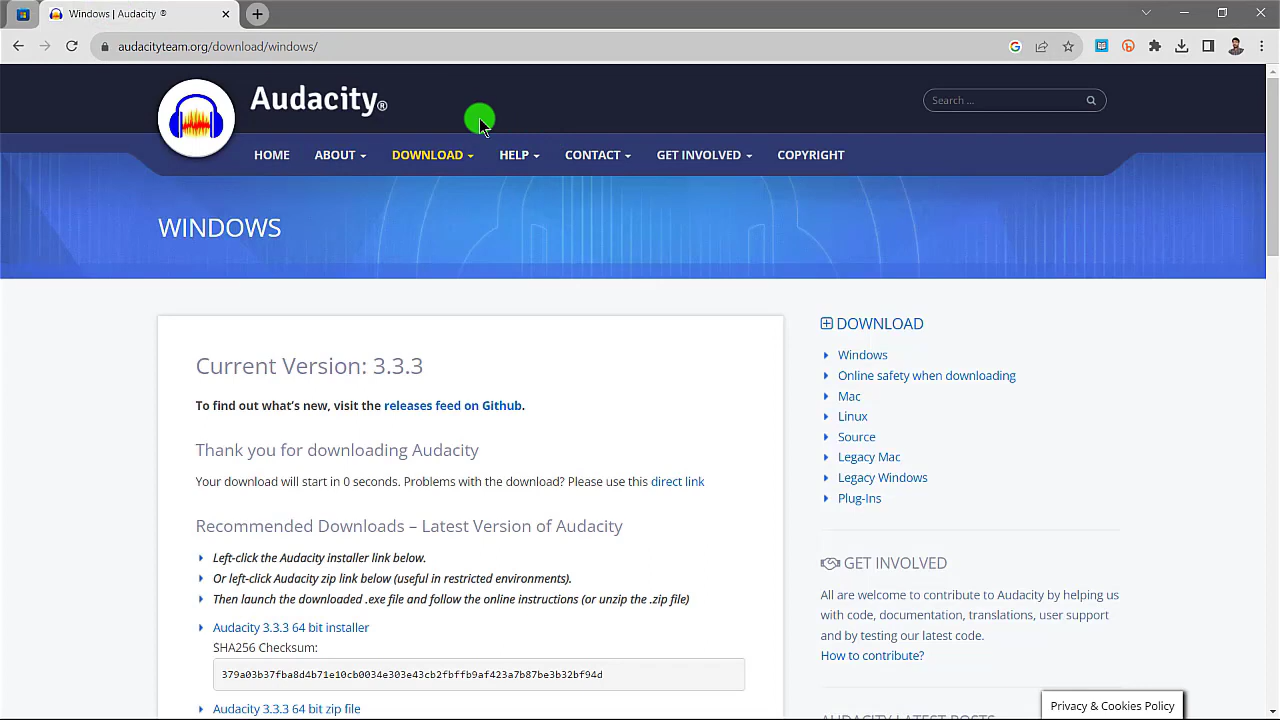 Windows | Audacity ®
audacityteam.org/download/windows/
Audacity®
Search ...
HOME
ABOUT
DOWNLOAD
HELP
CONTACT
GET INVOLVED
COPYRIGHT
WINDOWS
Current Version: 3.3.3
To find out what's new, visit the releases feed on Github.
Thank you for downloading Audacity
Your download will start in 0 seconds. Problems with the download? Please use this direct link
Recommended Downloads – Latest Version of Audacity
Left-click the Audacity installer link below.
Or left-click Audacity zip link below (useful in restricted environments).
Then launch the downloaded .exe file and follow the online instructions (or unzip the .zip file)
Audacity 3.3.3 64 bit installer
SHA256 Checksum:
379a03b37fba8d4b71e10cb0034e303e43cb2fbffb9af423a7b87be3b32bf94d
Audacity 3.3.3 64 bit zip file
DOWNLOAD
Windows
Online safety when downloading
Mac
Linux
Source
Legacy Mac
Legacy Windows
Plug-Ins
GET INVOLVED
All are welcome to contribute to Audacity by helping us
with code, documentation, translations, user support
and by testing our latest code.
How to contribute?
AUDACITY LATEST POSTS
Privacy & Cookies Policy